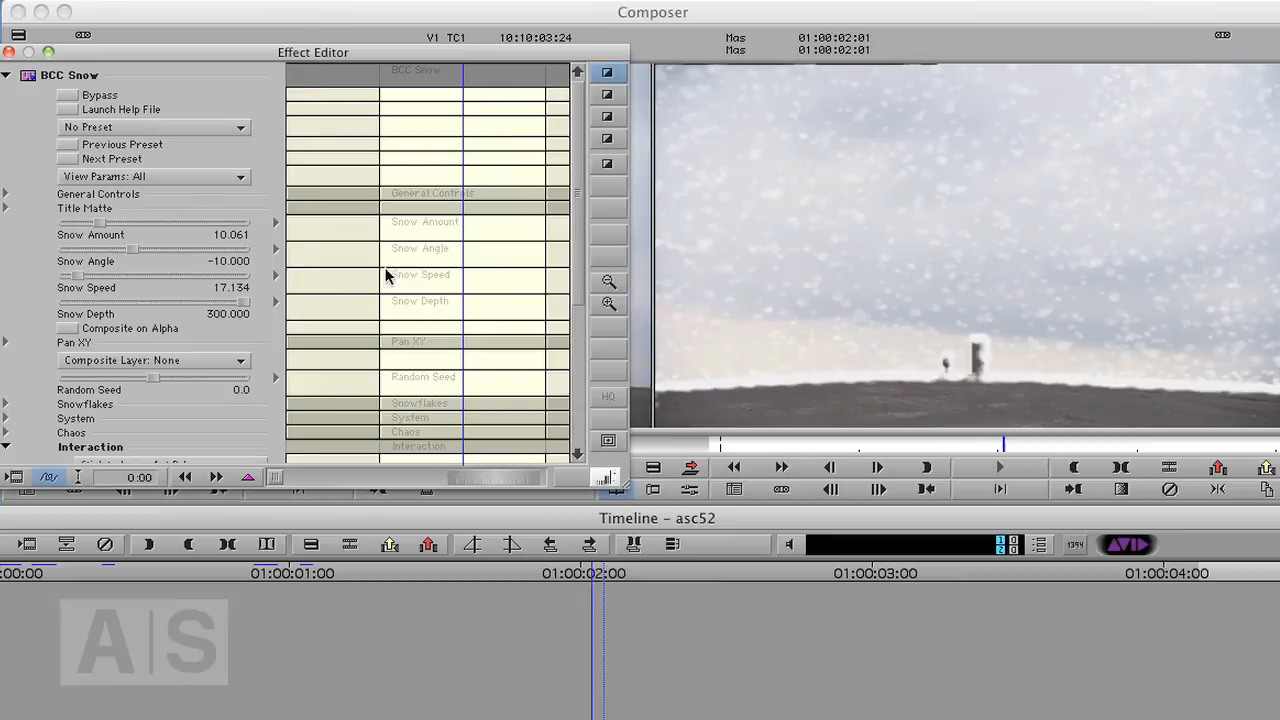 Composer
V1 TC1 10:10:03:24
Mas 01:00:02:01
Mas 01:00:02:01
Effect Editor
BCC Snow
BCC Snow
Bypass
Launch Help File
No Preset
Previous Preset
Next Preset
View Params: All
General Controls
General Controls
Title Matte
Snow Amount
Snow Amount 10.061
Snow Angle
Snow Angle -10.000
Snow Speed
Snow Speed 17.134
Snow Depth
Snow Depth 300.000
Composite on Alpha
Pan XY
Pan XY
Composite Layer: None
Random Seed
Random Seed 0.0
HQ
Snowflakes
Snowflakes
System
System
Chaos
Chaos
Interaction
Interaction
0:00
Timeline - asc52
1 0
2 0
1394
AVID
:00:00 01:00:01:00 01:00:02:00 01:00:03:00 01:00:04:00
A|S